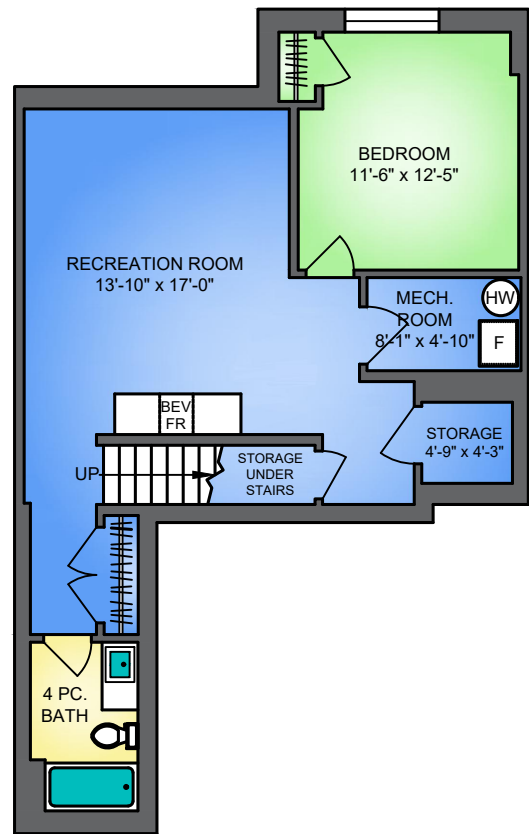 BEDROOM
11'-6" x 12'-5"
RECREATION ROOM
13'-10" x 17'-0"
MECH.
ROOM
8'-1" x 4'-10"
HW
F
BEV
FR
STORAGE
4'-9" x 4'-3"
UP
STORAGE
UNDER
STAIRS
4 PC.
BATH